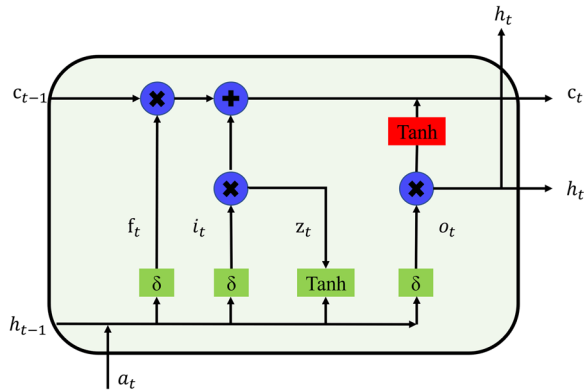 h_t
c_{t-1}
c_t
Tanh
h_t
f_t
i_t
z_t
o_t
δ
δ
Tanh
δ
h_{t-1}
a_t